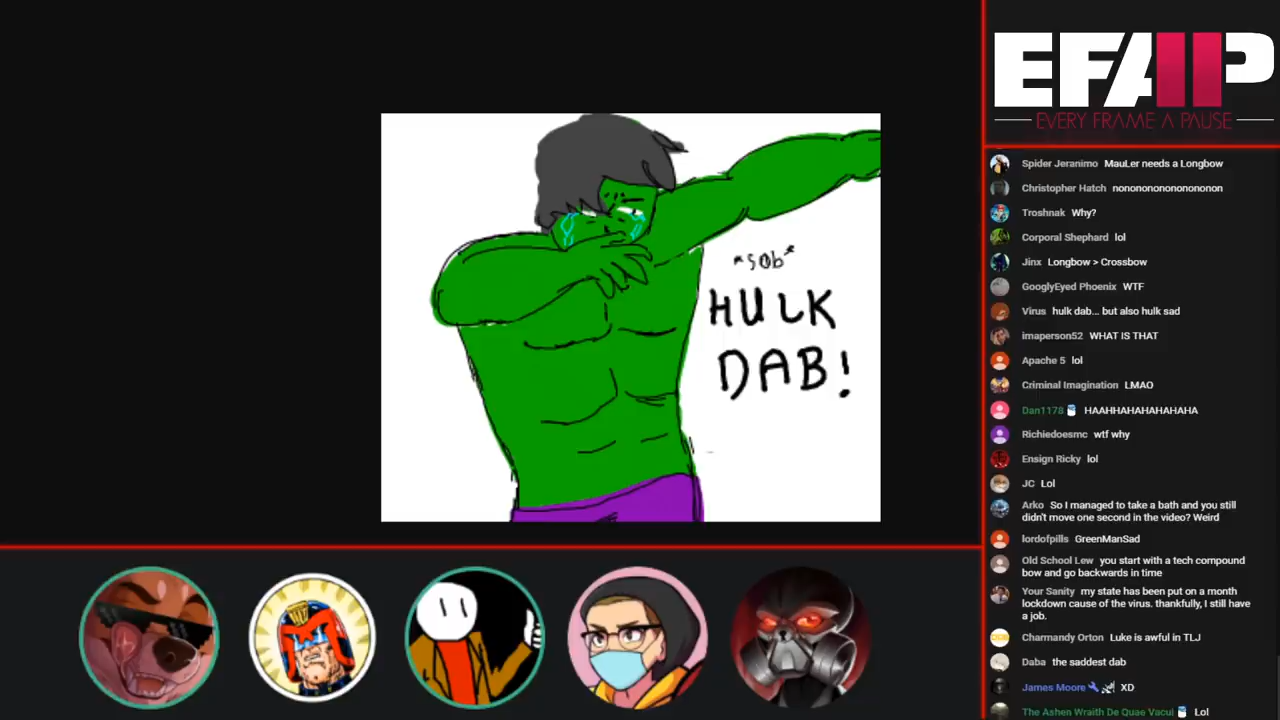 *sob*
HULK
DAB!
EFAP
EVERY FRAME A PAUSE
Spider Jeranimo MauLer needs a Longbow
Christopher Hatch nonononononononon
Troshnak Why?
Corporal Shephard lol
Jinx Longbow > Crossbow
GooglyEyed Phoenix WTF
Virus hulk dab... but also hulk sad
imaperson52 WHAT IS THAT
Apache 5 lol
Criminal Imagination LMAO
Dan1178 HAAHHAHAHAHAHA
Richiedoesmc wtf why
Ensign Ricky lol
JC Lol
Arko So I managed to take a bath and you still
didn't move one second in the video? Weird
lordofpills GreenManSad
Old School Lew you start with a tech compound
bow and go backwards in time
Your Sanity my state has been put on a month
lockdown cause of the virus. thankfully, I still have
a job.
Charmandy Orton Luke is awful in TLJ
Daba the saddest dab
James Moore XD
The Ashen Wraith De Quae Vacui Lol